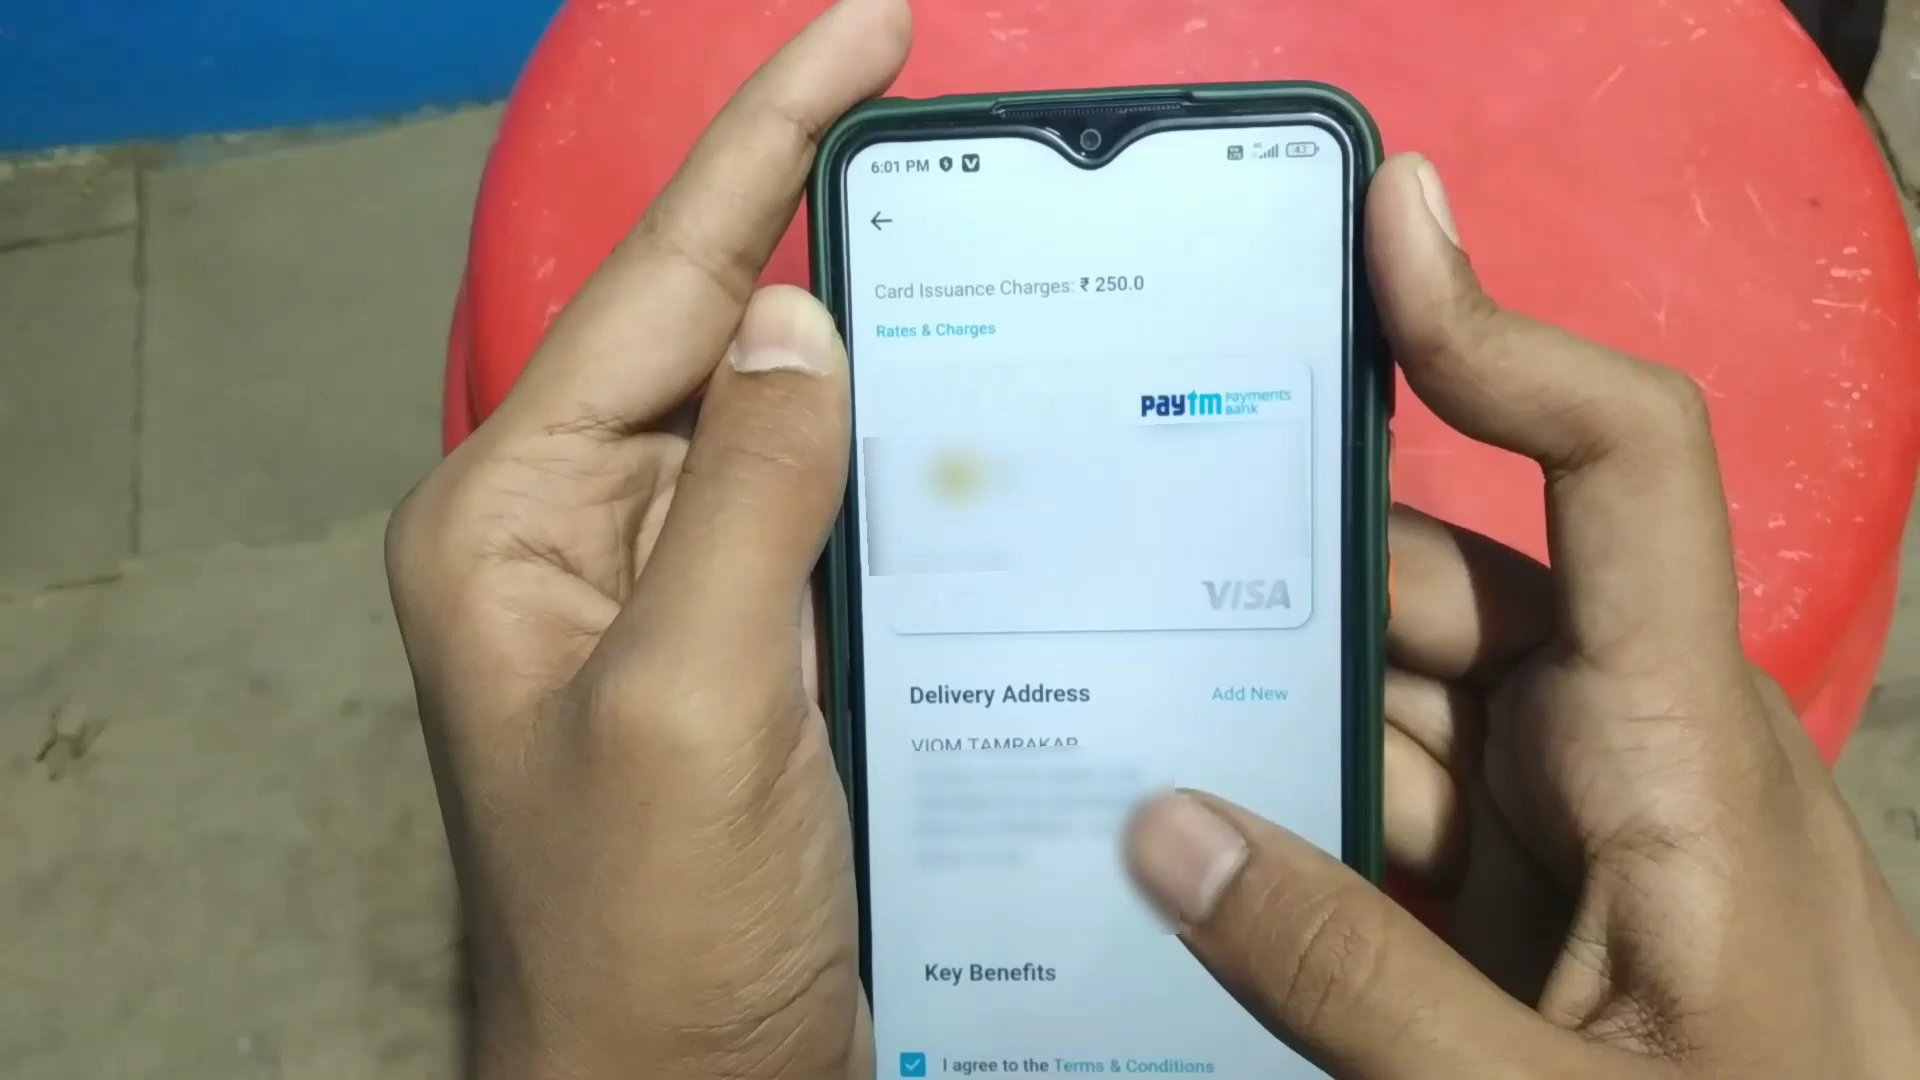 6:01 PM
43
Card Issuance Charges: ₹ 250.0
Rates & Charges
paytm Payments Bank
VISA
Delivery Address Add New
VIOM TAMRAKAR
Key Benefits
I agree to the Terms & Conditions